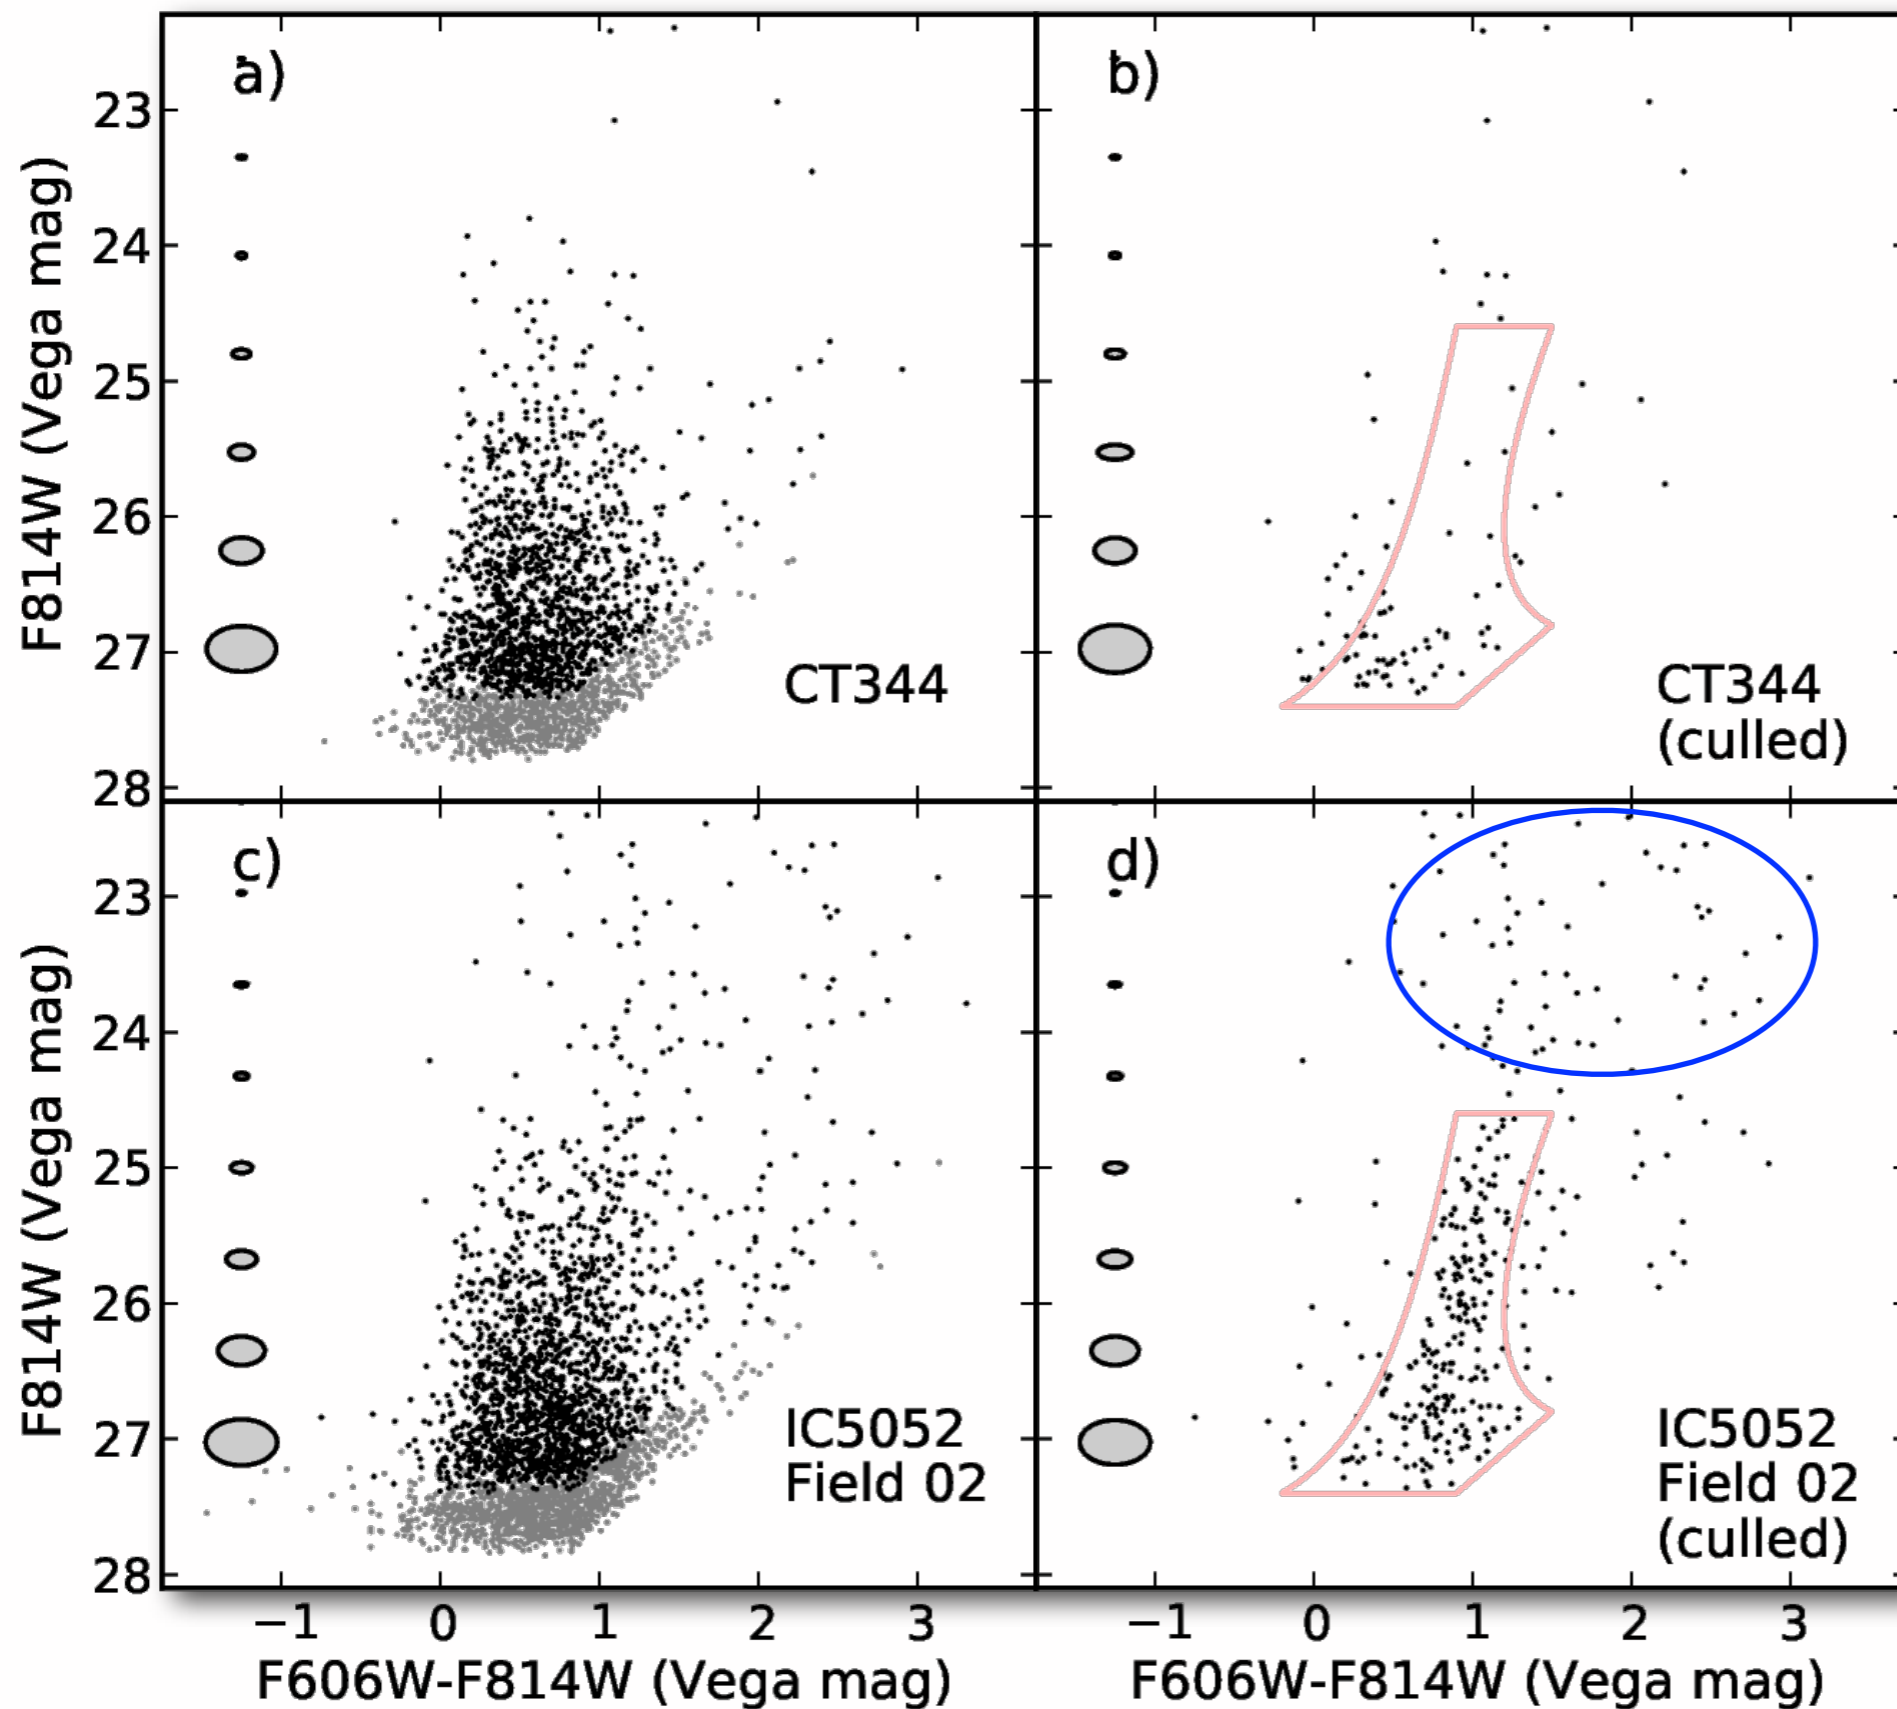 a)
b)
23
24
25
26
27
28
F814W (Vega mag)
CT344
CT344
(culled)
c)
d)
23
24
25
26
27
28
F814W (Vega mag)
IC5052
Field 02
IC5052
Field 02
(culled)
−1 0 1 2 3
−1 0 1 2 3
F606W-F814W (Vega mag)
F606W-F814W (Vega mag)